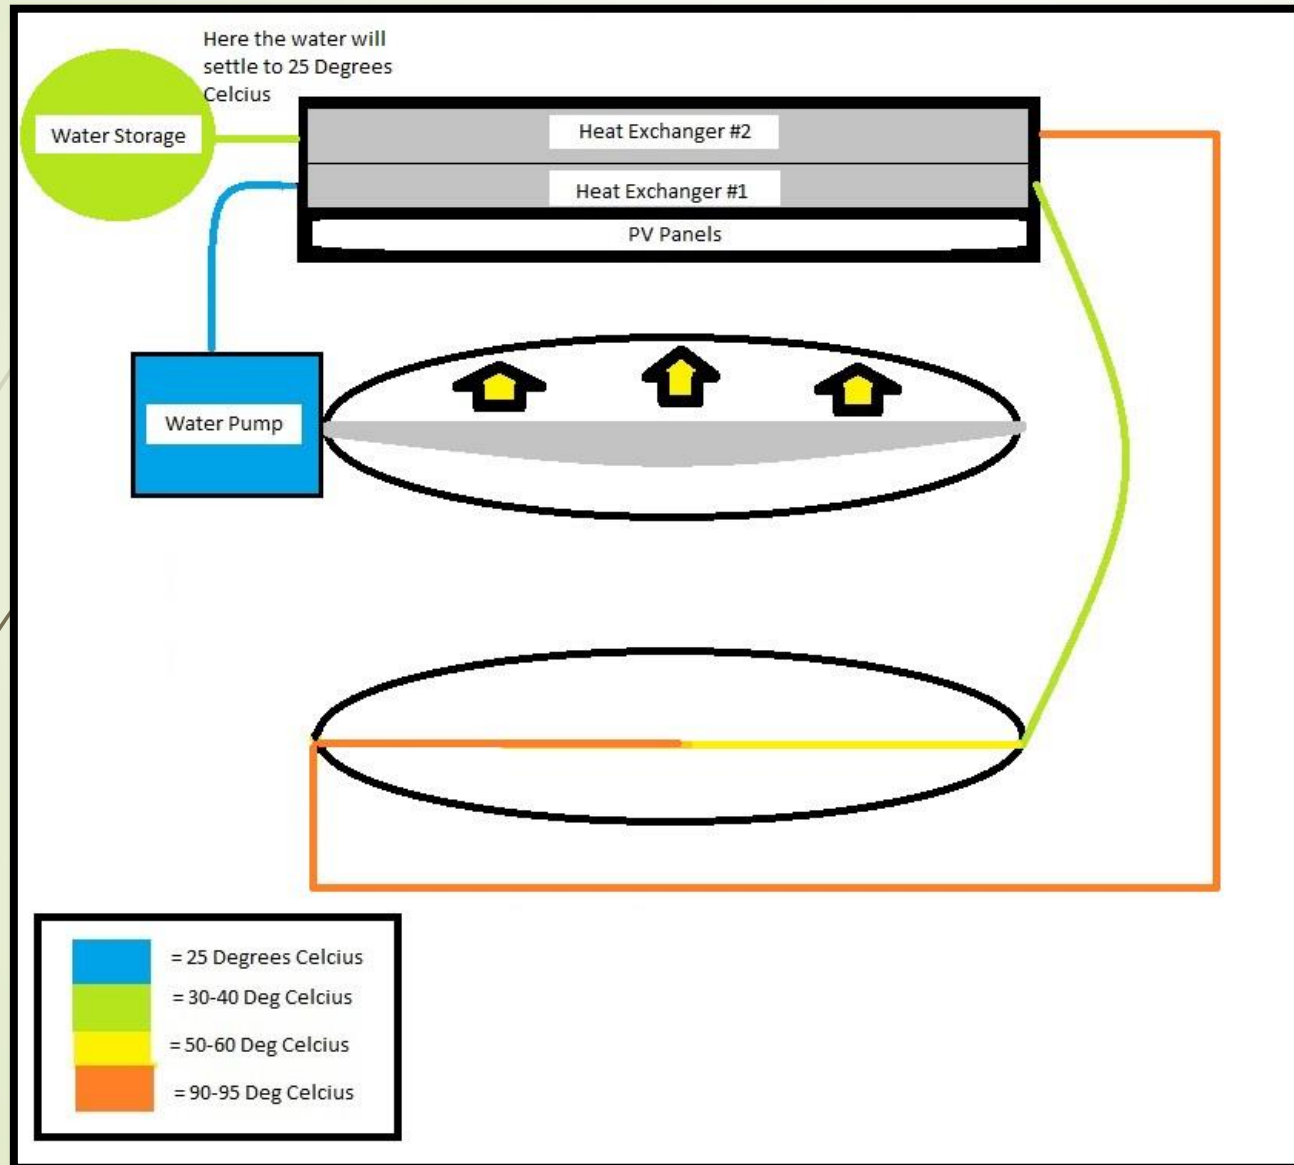 Here the water will
settle to 25 Degrees
Celcius
Water Storage
Heat Exchanger #2
Heat Exchanger #1
PV Panels
Water Pump
= 25 Degrees Celcius
= 30-40 Deg Celcius
= 50-60 Deg Celcius
= 90-95 Deg Celcius